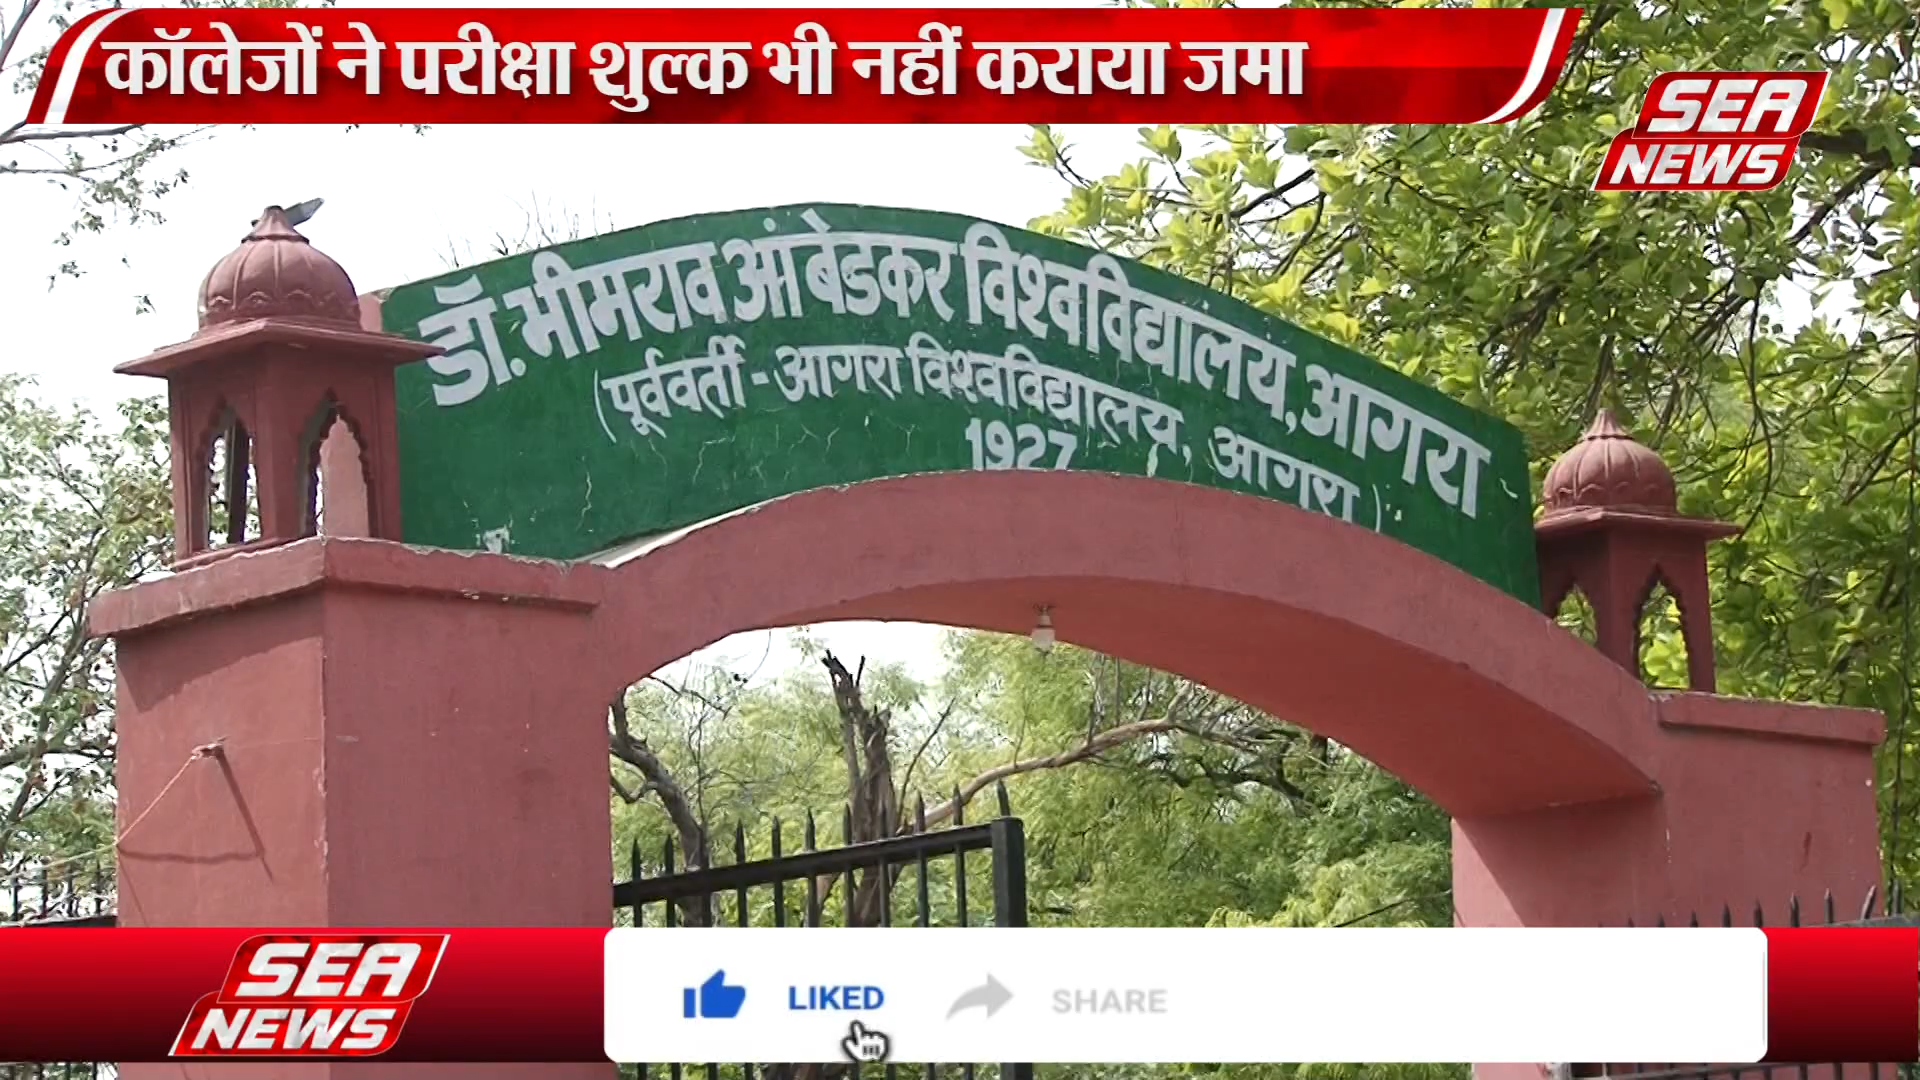 कॉलेजों ने परीक्षा शुल्क भी नहीं कराया जमा
SEA
NEWS
डॉ. भीमराव आंबेडकर विश्वविद्यालय, आगरा
(पूर्ववर्ती - आगरा विश्वविद्यालय, आगरा)
1927
SEA
NEWS
LIKED
SHARE